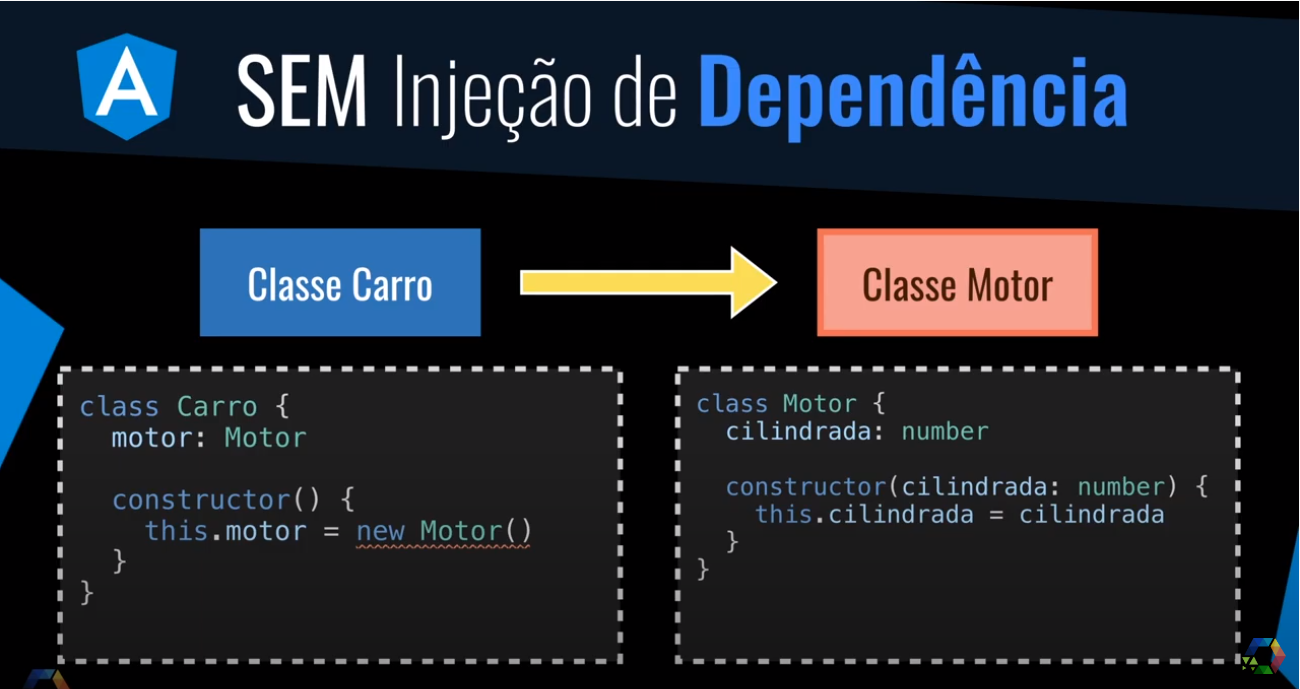 A
SEM Injeção de Dependência
Classe Carro
Classe Motor
class Carro {
  motor: Motor

  constructor() {
    this.motor = new Motor()
  }
}
class Motor {
  cilindrada: number

  constructor(cilindrada: number) {
    this.cilindrada = cilindrada
  }
}